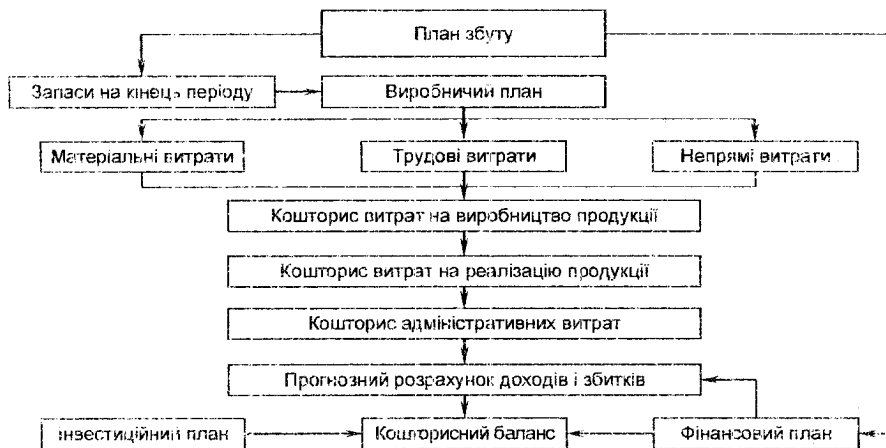 План збуту
Запаси на кінець періоду
Виробничий план
Матеріальні витрати
Трудові витрати
Непрямі витрати
Кошторис витрат на виробництво продукції
Кошторис витрат на реалізацію продукції
Кошторис адміністративних витрат
Прогнозний розрахунок доходів і збитків
Інвестиційний план
Кошторисний баланс
Фінансовий план